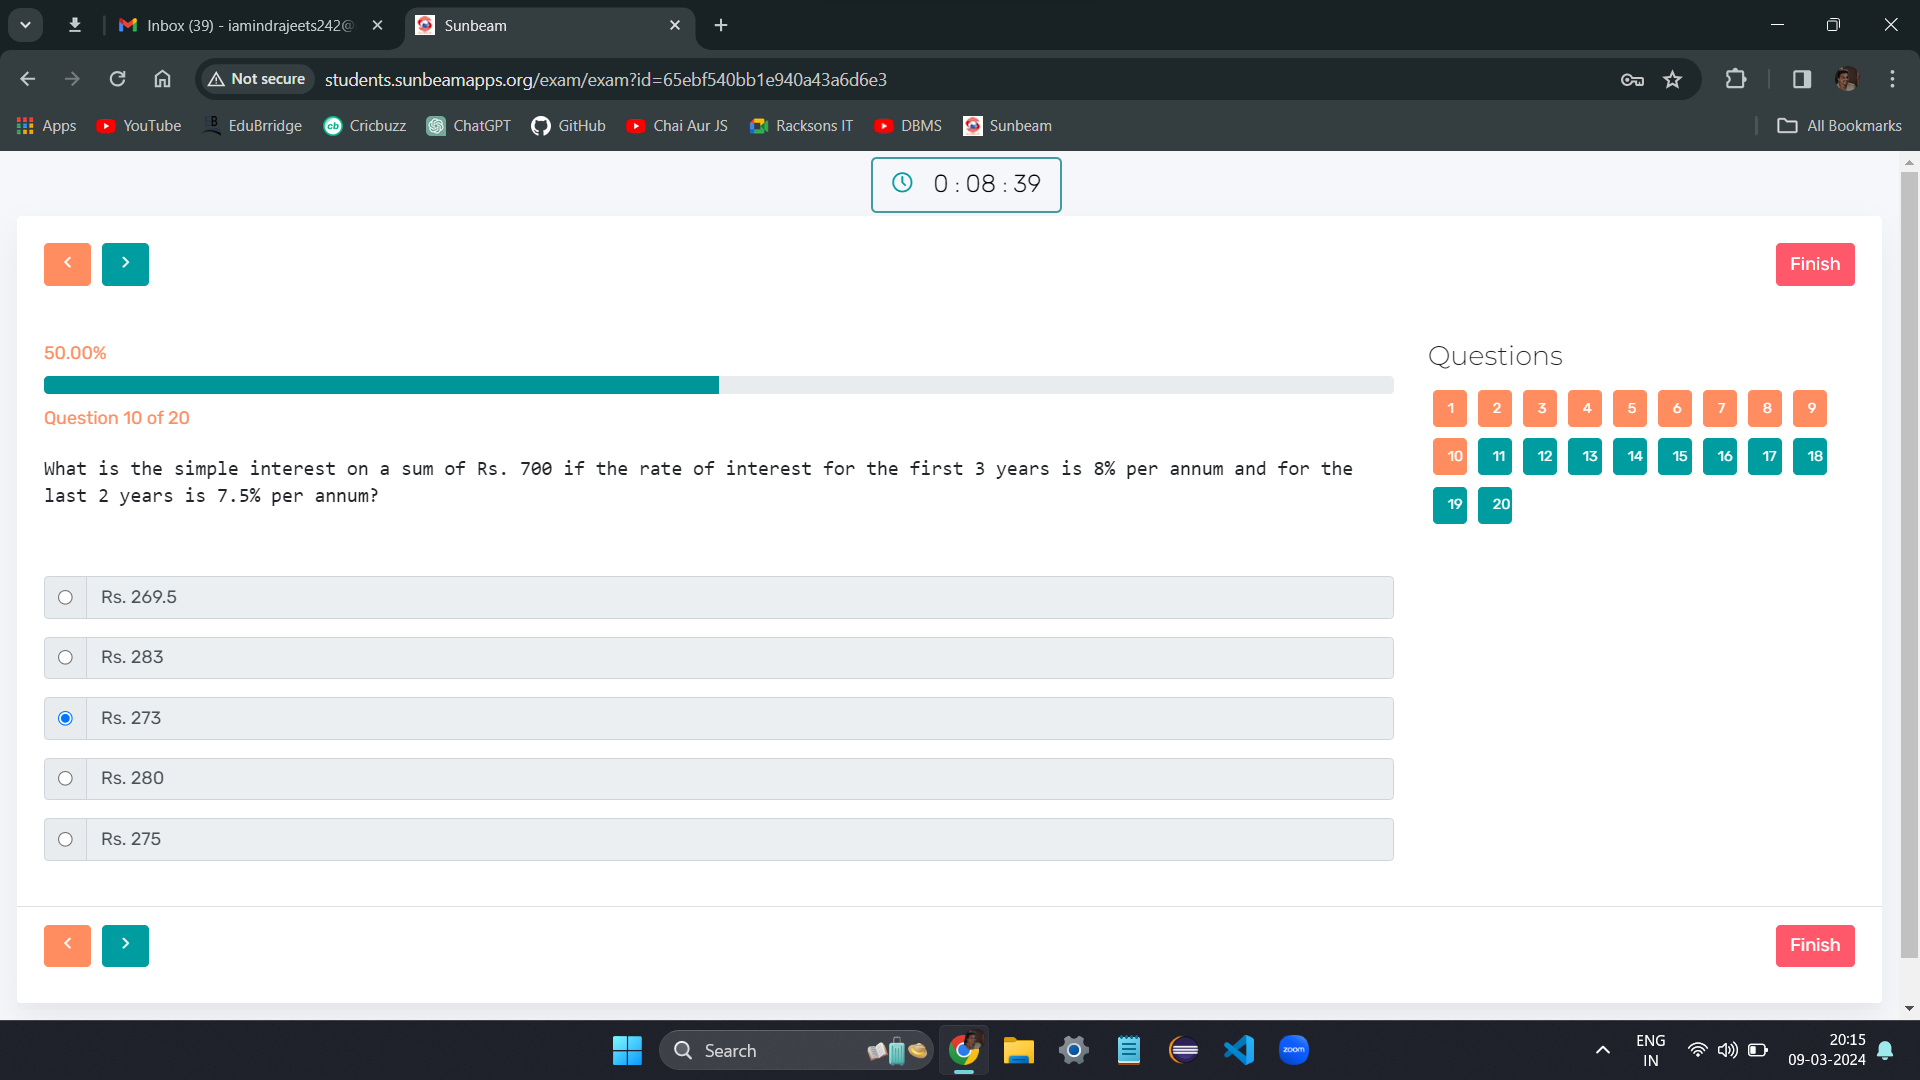 Inbox (39) - iamindrajeets242@
Sunbeam
Not secure
students.sunbeamapps.org/exam/exam?id=65ebf540bb1e940a43a6d6e3
Apps
YouTube
B
EduBrridge
cb
Cricbuzz
ChatGPT
GitHub
Chai Aur JS
Racksons IT
DBMS
Sunbeam
All Bookmarks
0 : 08 : 39
Finish
50.00%
Question 10 of 20
What is the simple interest on a sum of Rs. 700 if the rate of interest for the first 3 years is 8% per annum and for the
last 2 years is 7.5% per annum?
Rs. 269.5
Rs. 283
Rs. 273
Rs. 280
Rs. 275
Questions
1 2 3 4 5 6 7 8 9
10 11 12 13 14 15 16 17 18
19 20
Finish
Search
zoom
ENG
IN
20:15
09-03-2024